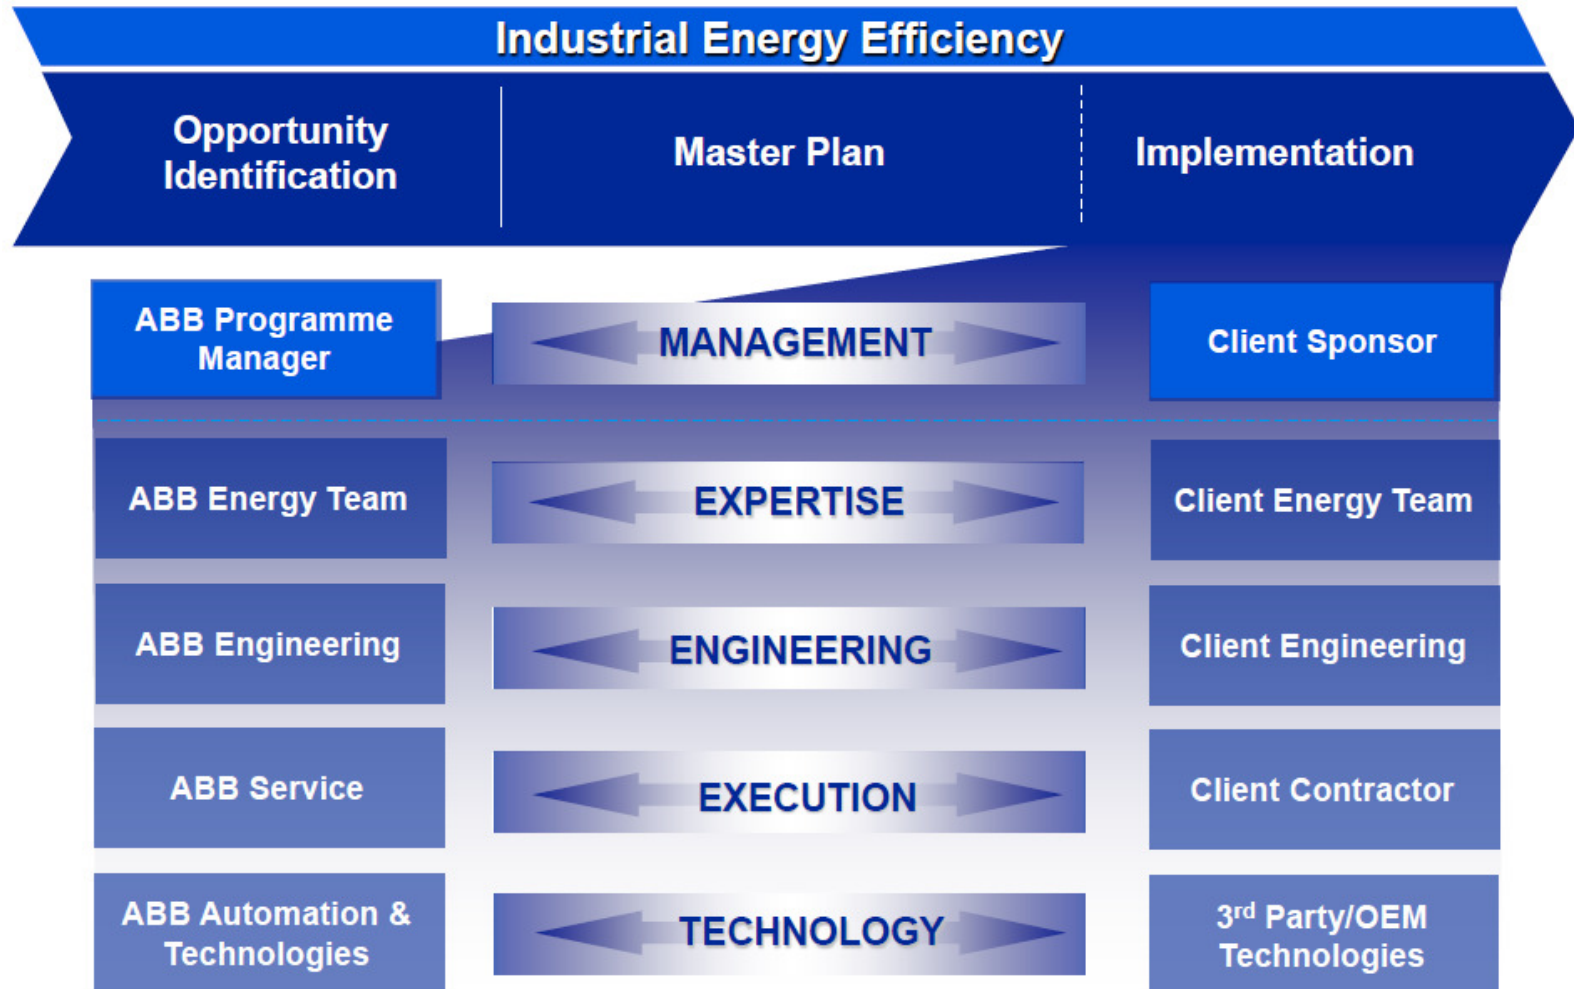 Industrial Energy Efficiency
Opportunity
Identification
Master Plan
Implementation
ABB Programme
Manager
MANAGEMENT
Client Sponsor
ABB Energy Team
EXPERTISE
Client Energy Team
ABB Engineering
ENGINEERING
Client Engineering
ABB Service
EXECUTION
Client Contractor
ABB Automation &
Technologies
TECHNOLOGY
3rd Party/OEM
Technologies